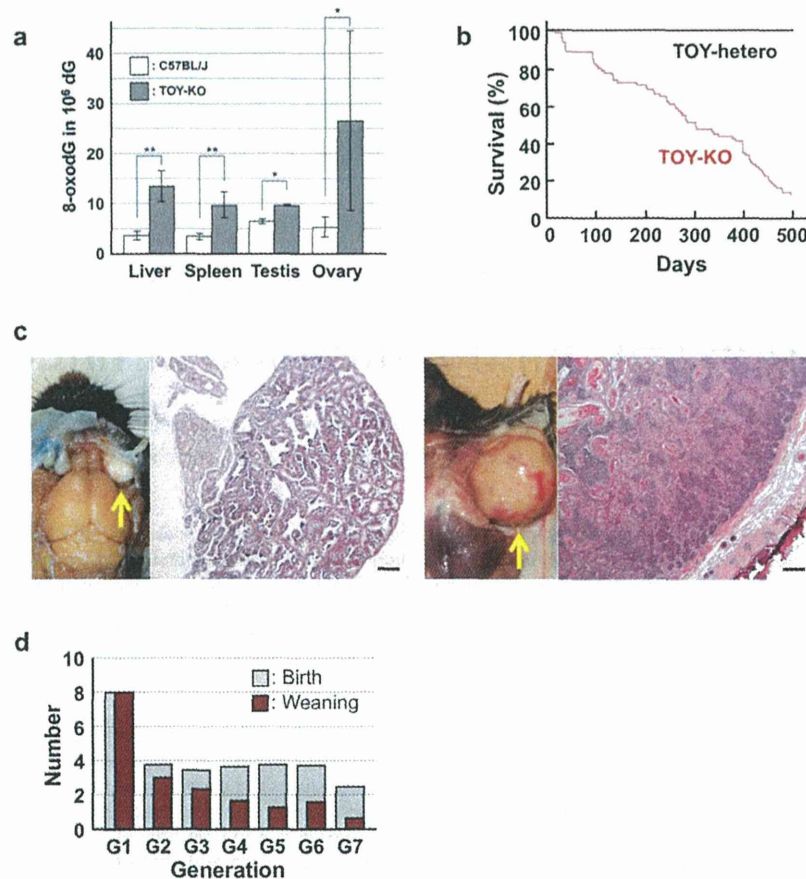 a
8-oxodG in 10⁶ dG
40
30
20
10
5
0
: C57BL/J
: TOY-KO
**
**
*
*
Liver Spleen Testis Ovary
b
Survival (%)
100
80
60
40
20
TOY-hetero
TOY-KO
0 100 200 300 400 500
Days
c
d
Number
10
8
6
4
2
0
: Birth
: Weaning
G1 G2 G3 G4 G5 G6 G7
Generation